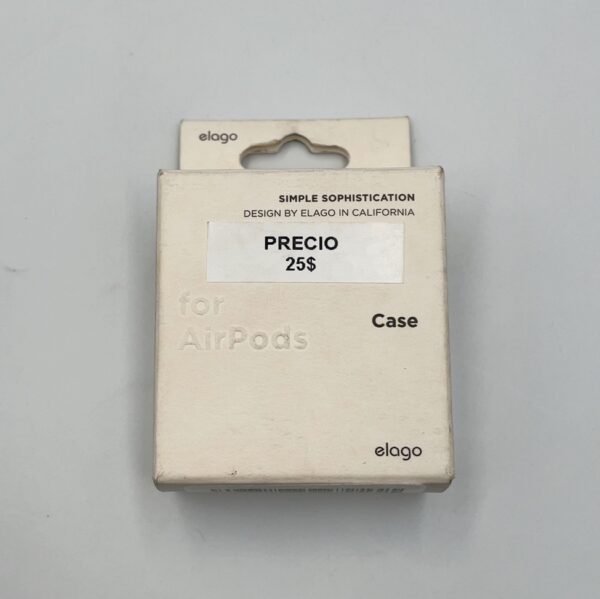 elago
SIMPLE SOPHISTICATION
DESIGN BY ELAGO IN CALIFORNIA
PRECIO
25$
for
AirPods
Case
elago